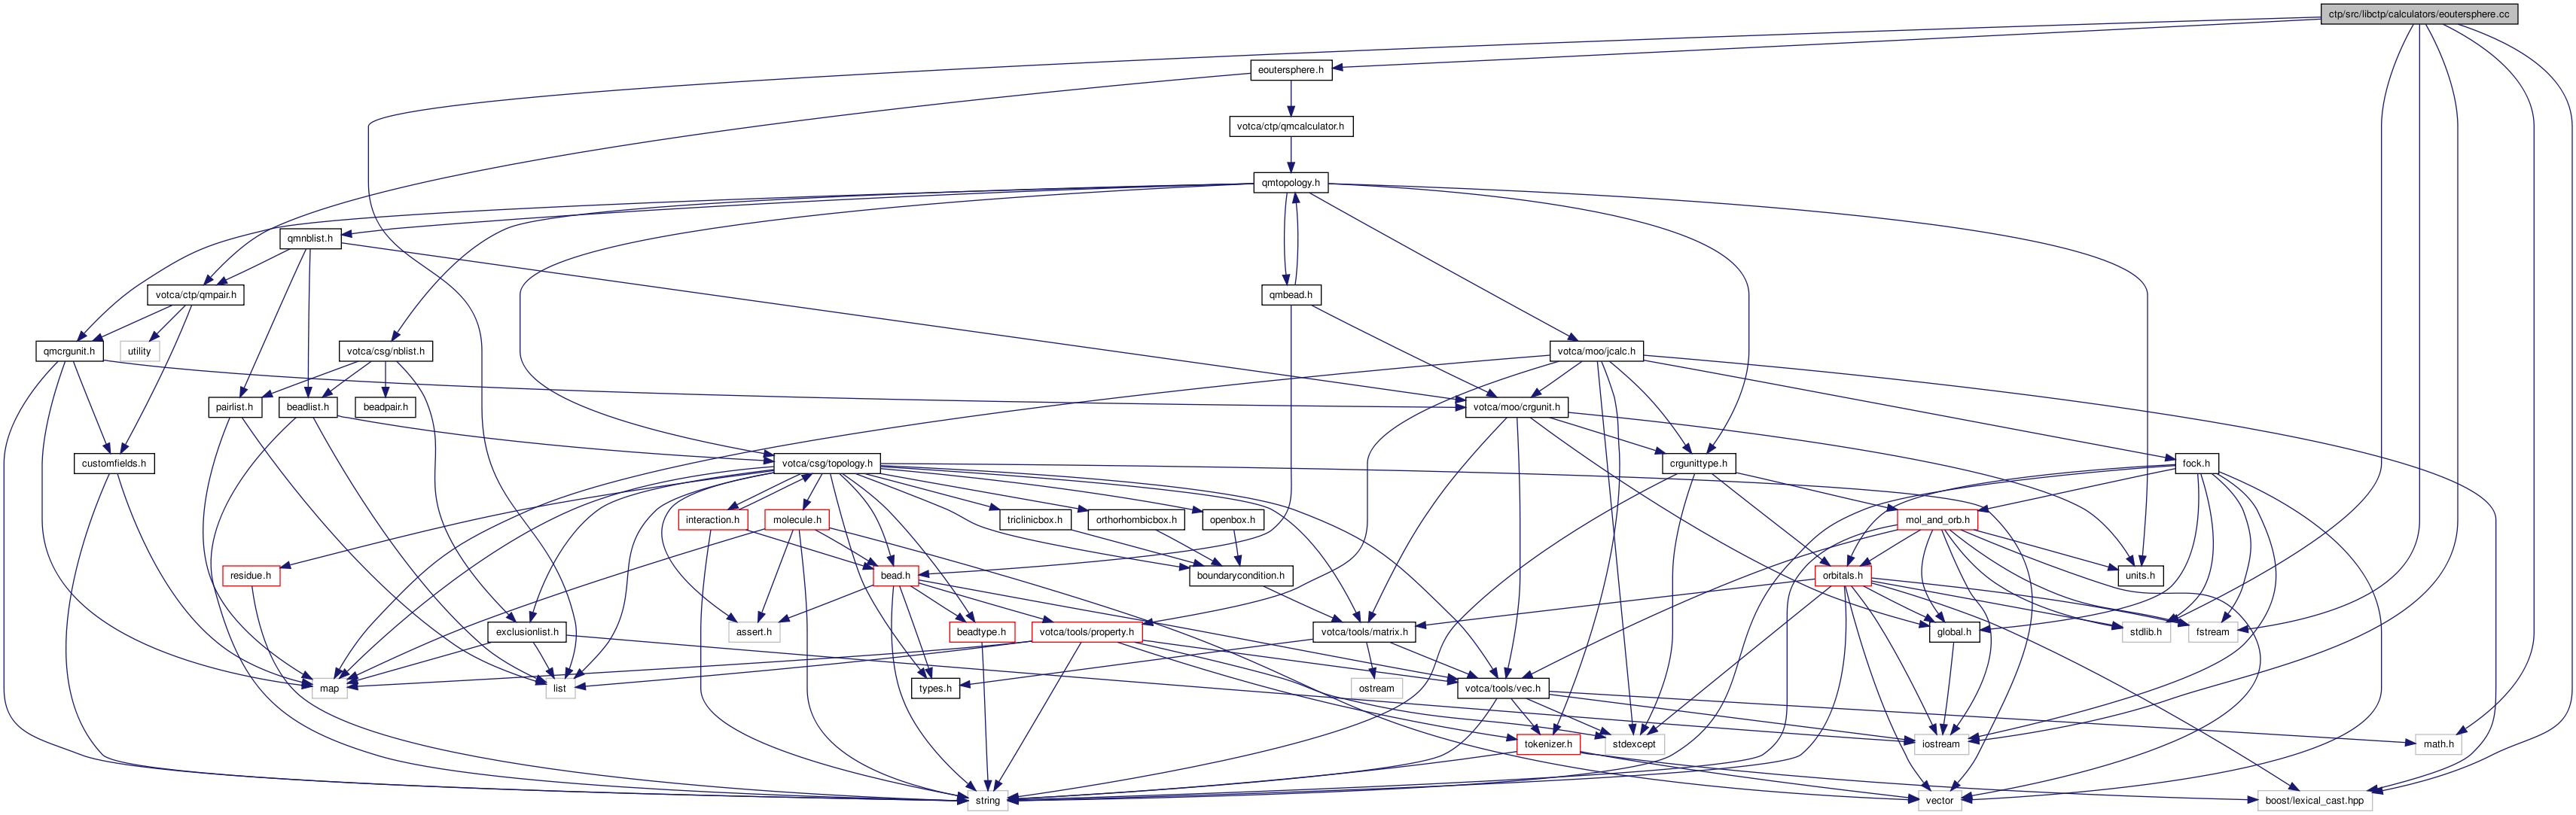 ctp/src/libctp/calculators/eoutersphere.cc
eoutersphere.h
votca/ctp/qmcalculator.h
qmtopology.h
qmnblist.h
votca/ctp/qmpair.h
qmbead.h
qmcrgunit.h
utility
votca/csg/nblist.h
votca/moo/jcalc.h
pairlist.h
beadlist.h
beadpair.h
votca/moo/crgunit.h
customfields.h
votca/csg/topology.h
crgunittype.h
fock.h
interaction.h
molecule.h
triclinicbox.h
orthorhombicbox.h
openbox.h
mol_and_orb.h
residue.h
bead.h
boundarycondition.h
orbitals.h
units.h
exclusionlist.h
assert.h
beadtype.h
votca/tools/property.h
votca/tools/matrix.h
global.h
stdlib.h
fstream
map
list
types.h
ostream
votca/tools/vec.h
tokenizer.h
stdexcept
iostream
math.h
string
vector
boost/lexical_cast.hpp